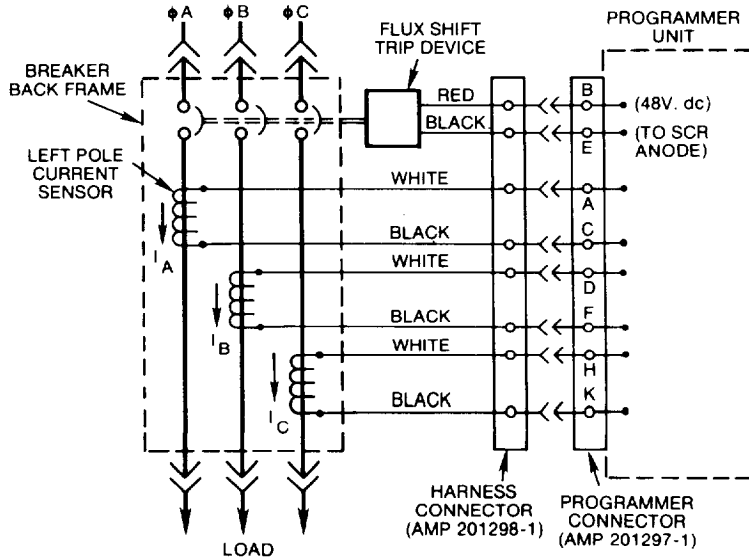 ϕA
ϕB
ϕC
FLUX SHIFT
TRIP DEVICE
PROGRAMMER
UNIT
BREAKER
BACK FRAME
RED
B
(48V. dc)
BLACK
E
(TO SCR
ANODE)
LEFT POLE
CURRENT
SENSOR
WHITE
A
I A
BLACK
C
WHITE
D
I B
BLACK
F
WHITE
H
I C
BLACK
K
HARNESS
CONNECTOR
(AMP 201298-1)
PROGRAMMER
CONNECTOR
(AMP 201297-1)
LOAD